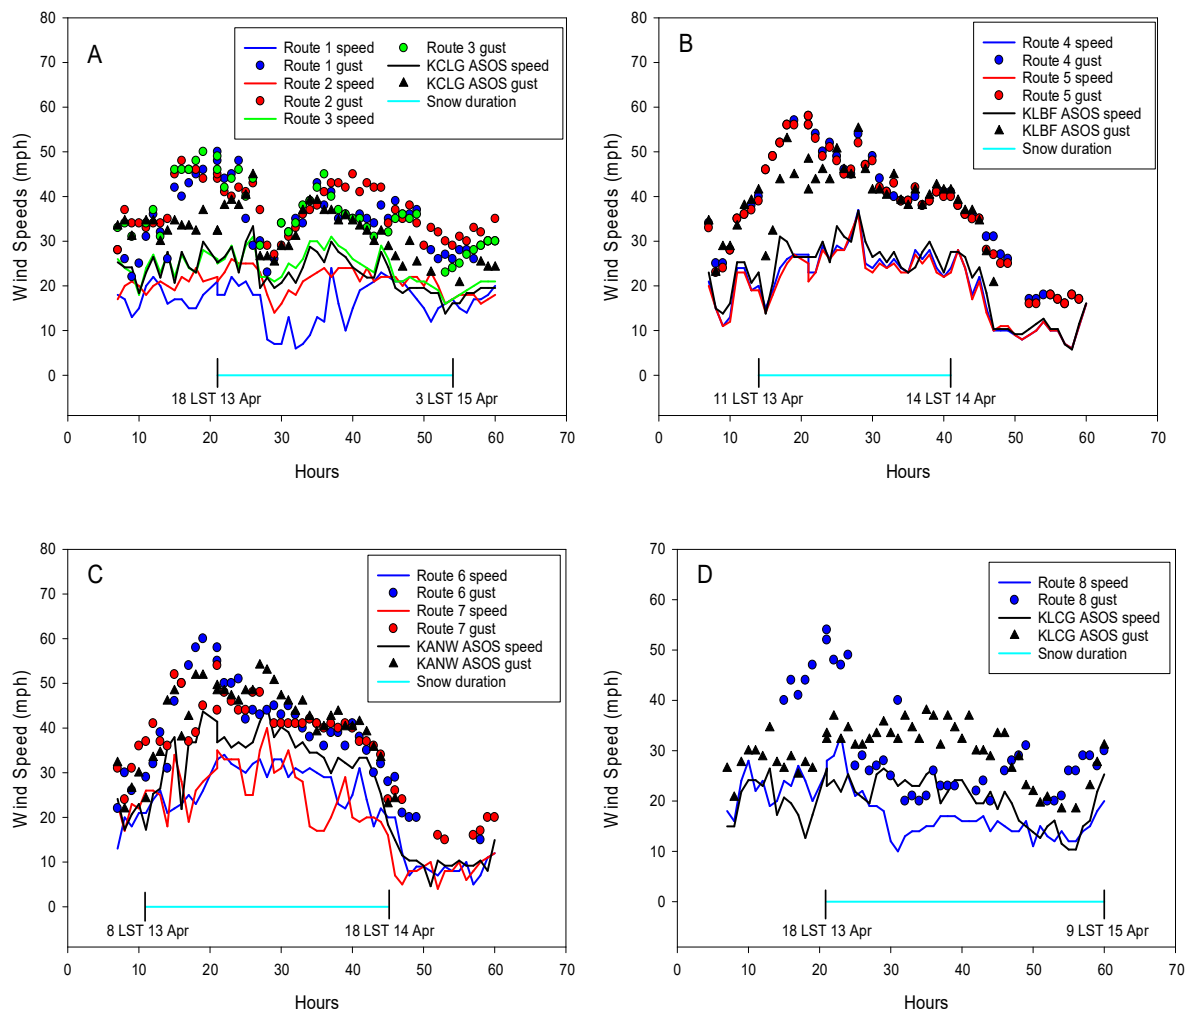 A
Route 1 speed
Route 1 gust
Route 2 speed
Route 2 gust
Route 3 speed
Route 3 gust
KCLG ASOS speed
KCLG ASOS gust
Snow duration
Wind Speeds (mph)
80
70
60
50
40
30
20
10
0
18 LST 13 Apr
3 LST 15 Apr
0 10 20 30 40 50 60 70
Hours
B
Route 4 speed
Route 4 gust
Route 5 speed
Route 5 gust
KLBF ASOS speed
KLBF ASOS gust
Snow duration
Wind Speeds (mph)
80
70
60
50
40
30
20
10
0
11 LST 13 Apr
14 LST 14 Apr
0 10 20 30 40 50 60 70
Hours
C
Route 6 speed
Route 6 gust
Route 7 speed
Route 7 gust
KANW ASOS speed
KANW ASOS gust
Snow duration
Wind Speed (mph)
80
70
60
50
40
30
20
10
0
8 LST 13 Apr
18 LST 14 Apr
0 10 20 30 40 50 60 70
Hours
D
Route 8 speed
Route 8 gust
KLCG ASOS speed
KLCG ASOS gust
Snow duration
Wind Speed (mph)
70
60
50
40
30
20
10
0
18 LST 13 Apr
9 LST 15 Apr
0 10 20 30 40 50 60 70
Hours